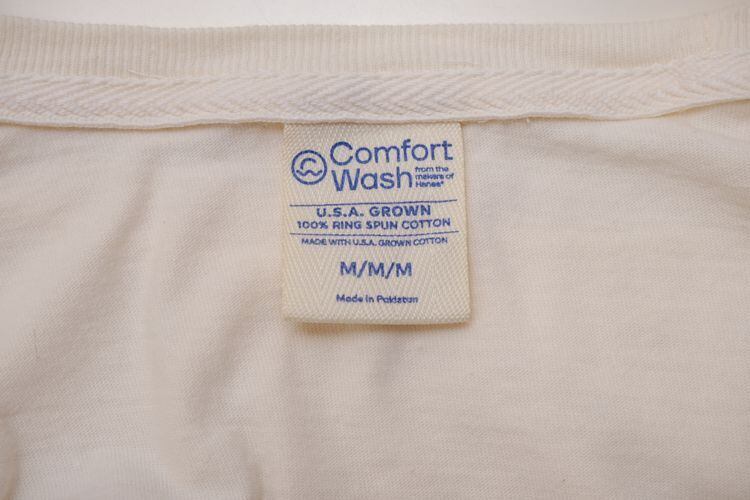 Comfort
Wash
from the
makers of
Hanes®
U.S.A. GROWN
100% RING SPUN COTTON
MADE WITH U.S.A. GROWN COTTON
M/M/M
Made in Pakistan